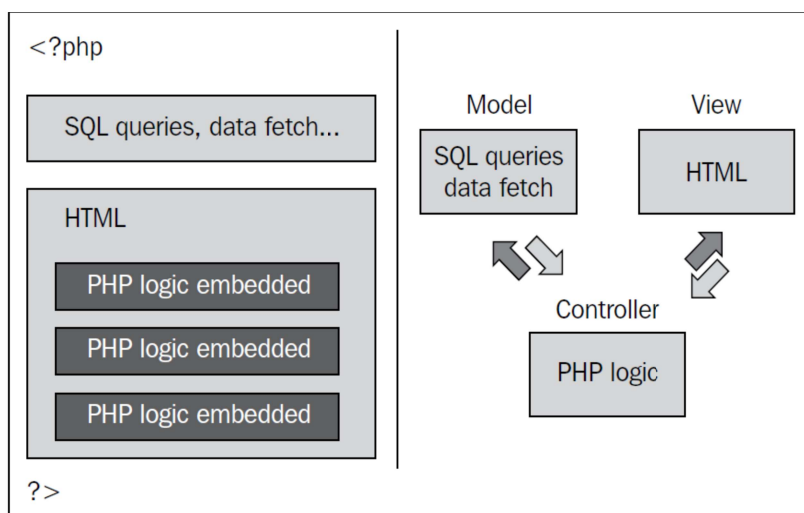 <?php
SQL queries, data fetch...
HTML
PHP logic embedded
PHP logic embedded
PHP logic embedded
?>
Model
View
SQL queries
data fetch
HTML
Controller
PHP logic